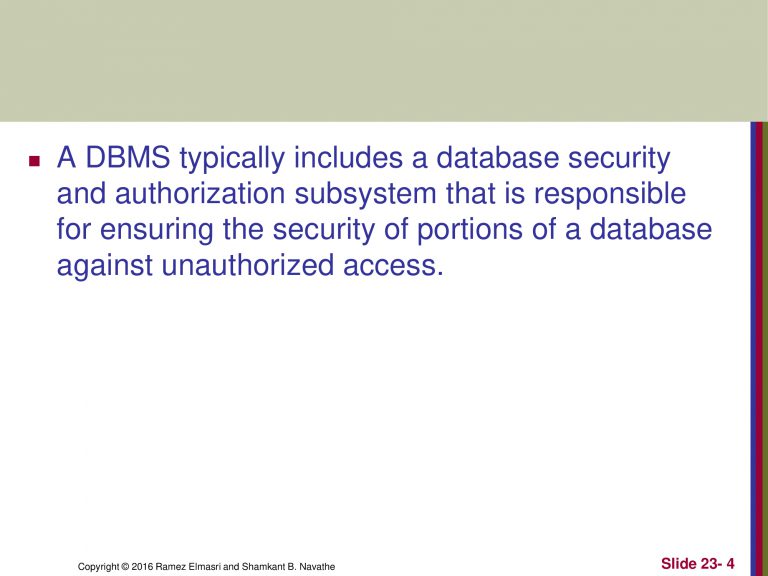 A DBMS typically includes a database security
and authorization subsystem that is responsible
for ensuring the security of portions of a database
against unauthorized access.
Copyright © 2016 Ramez Elmasri and Shamkant B. Navathe
Slide 23- 4